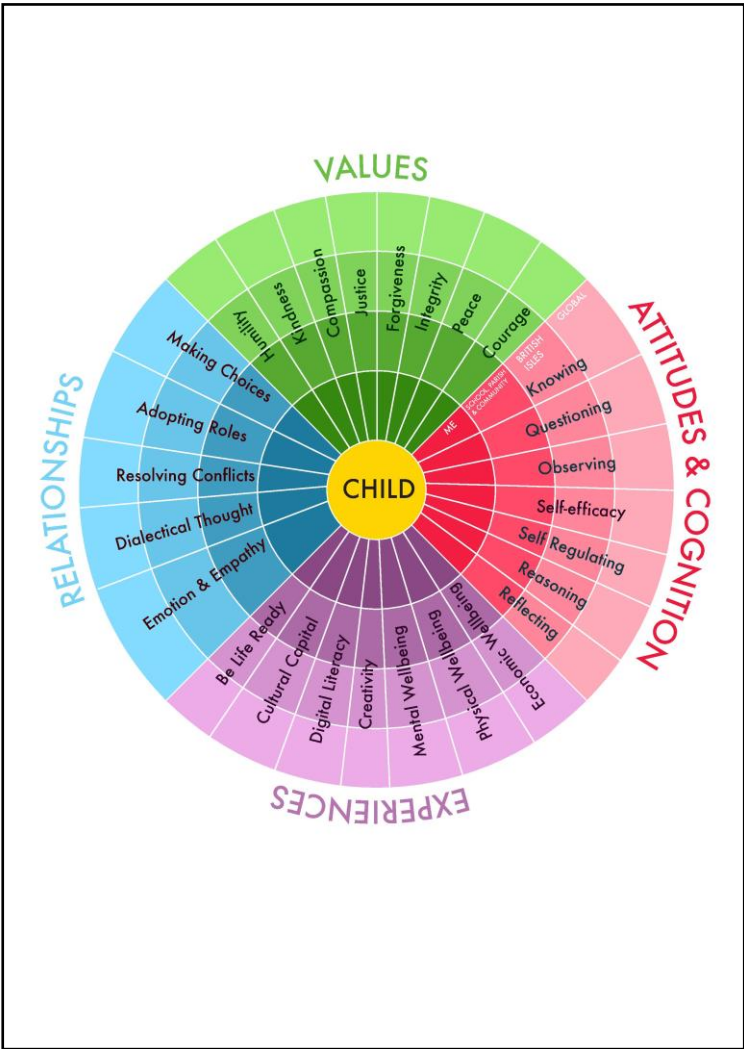 VALUES
Humility
Kindness
Compassion
Justice
Forgiveness
Integrity
Peace
Courage
ATTITUDES & COGNITION
GLOBAL
BRITISH
ISLES
SCHOOL PARISH
& COMMUNITY
ME
Knowing
Questioning
Observing
Self-efficacy
Self Regulating
Reasoning
Reflecting
EXPERIENCES
Economic Wellbeing
Physical Wellbeing
Mental Wellbeing
Creativity
Digital Literacy
Cultural Capital
Be Life Ready
RELATIONSHIPS
Emotion & Empathy
Dialectical Thought
Resolving Conflicts
Adopting Roles
Making Choices
CHILD